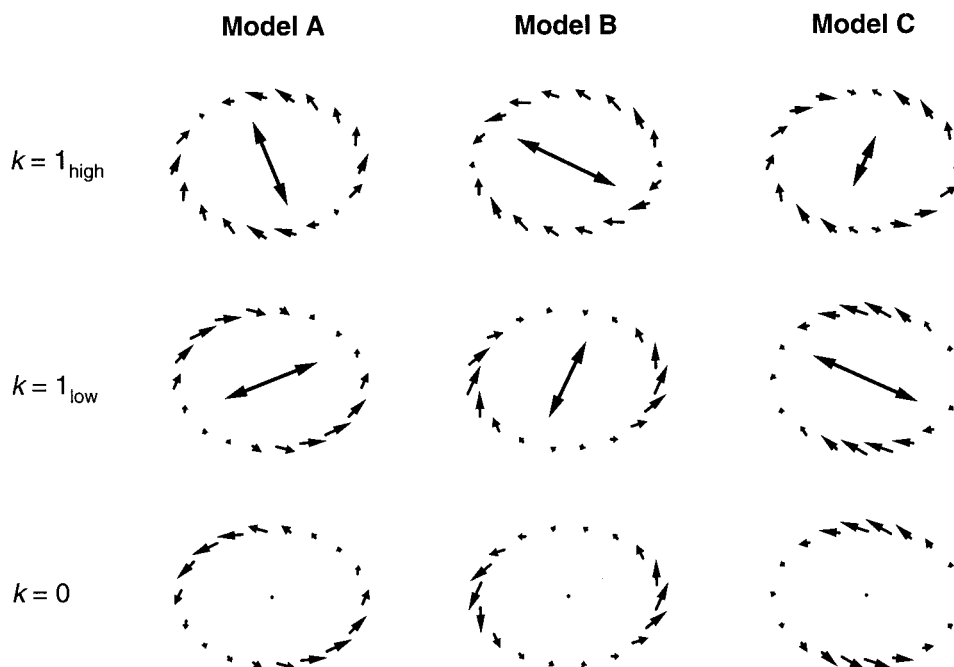 Model A Model B Model C
k = 1high
k = 1low
k = 0